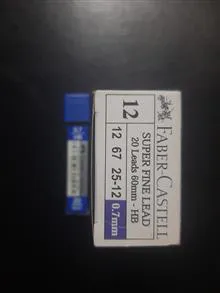 FABER-CASTELL
SUPER FINE LEAD
20 Leads 60mm - HB
12
12 67 25-12
0.7mm